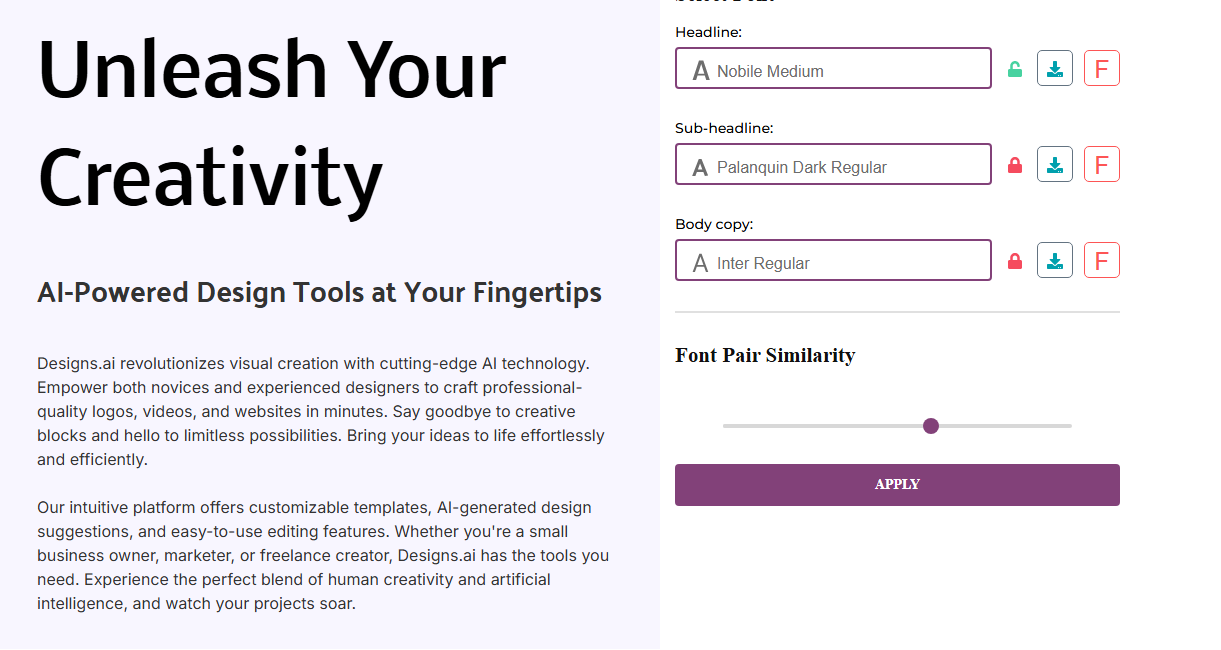 Unleash Your
Creativity
AI-Powered Design Tools at Your Fingertips
Designs.ai revolutionizes visual creation with cutting-edge AI technology.
Empower both novices and experienced designers to craft professional-
quality logos, videos, and websites in minutes. Say goodbye to creative
blocks and hello to limitless possibilities. Bring your ideas to life effortlessly
and efficiently.
Our intuitive platform offers customizable templates, AI-generated design
suggestions, and easy-to-use editing features. Whether you're a small
business owner, marketer, or freelance creator, Designs.ai has the tools you
need. Experience the perfect blend of human creativity and artificial
intelligence, and watch your projects soar.
Headline:
A Nobile Medium F
Sub-headline:
A Palanquin Dark Regular F
Body copy:
A Inter Regular F
Font Pair Similarity
APPLY